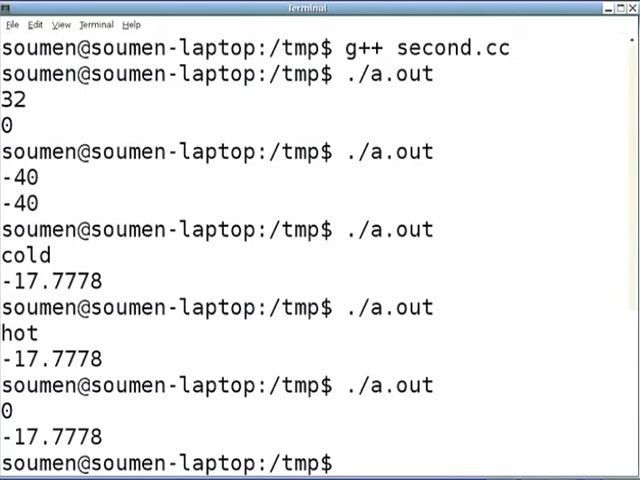 Terminal
File Edit View Terminal Help
soumen@soumen-laptop:/tmp$ g++ second.cc
soumen@soumen-laptop:/tmp$ ./a.out
32
0
soumen@soumen-laptop:/tmp$ ./a.out
-40
-40
soumen@soumen-laptop:/tmp$ ./a.out
cold
-17.7778
soumen@soumen-laptop:/tmp$ ./a.out
hot
-17.7778
soumen@soumen-laptop:/tmp$ ./a.out
0
-17.7778
soumen@soumen-laptop:/tmp$